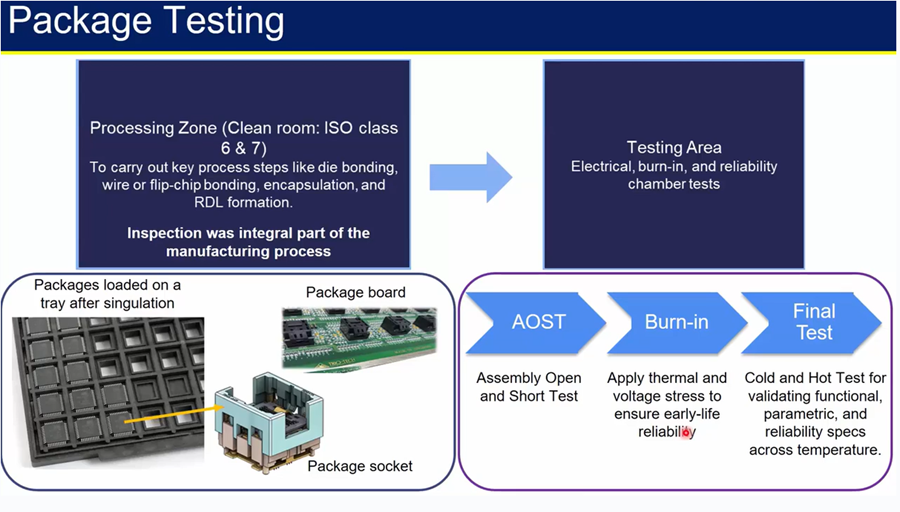 Package Testing
Processing Zone (Clean room: ISO class
6 & 7)
To carry out key process steps like die bonding,
wire or flip-chip bonding, encapsulation, and
RDL formation.
Inspection was integral part of the
manufacturing process
Testing Area
Electrical, burn-in, and reliability
chamber tests
Packages loaded on a
tray after singulation
Package board
Package socket
AOST
Burn-in
Final
Test
Assembly Open
and Short Test
Apply thermal and
voltage stress to
ensure early-life
reliability
Cold and Hot Test for
validating functional,
parametric, and
reliability specs
across temperature.